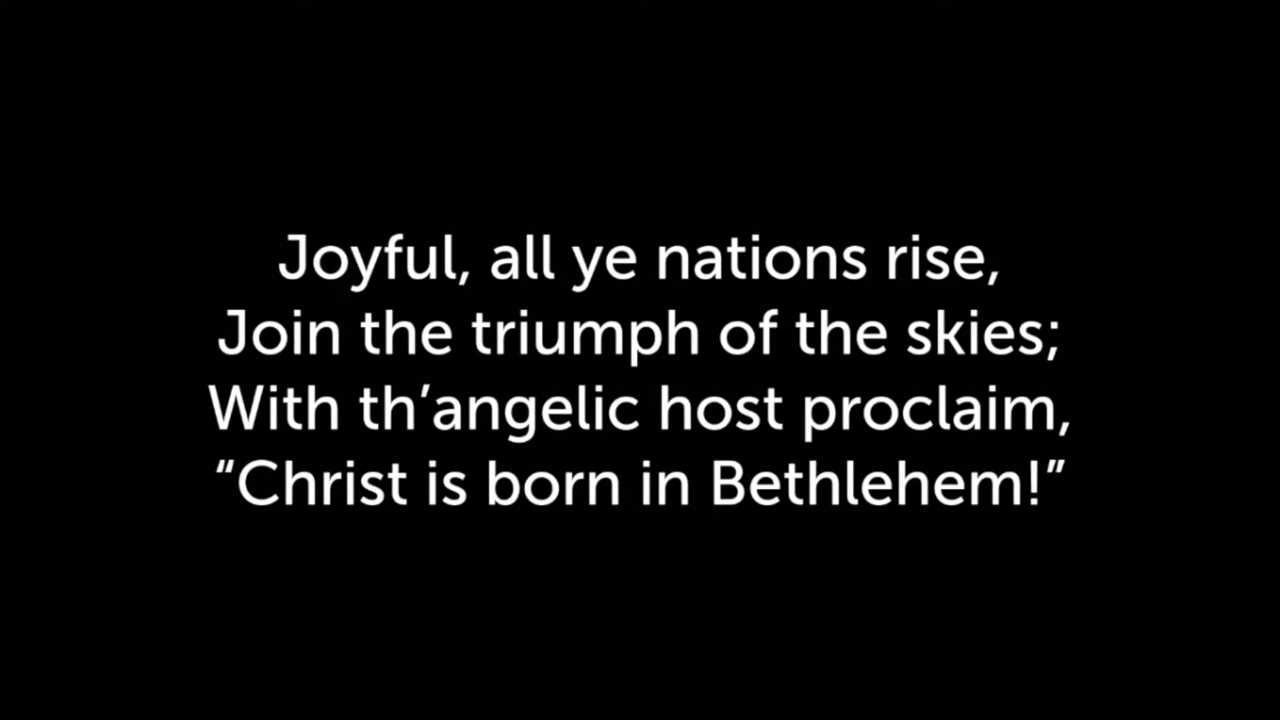 Joyful, all ye nations rise,
Join the triumph of the skies;
With th’angelic host proclaim,
“Christ is born in Bethlehem!”